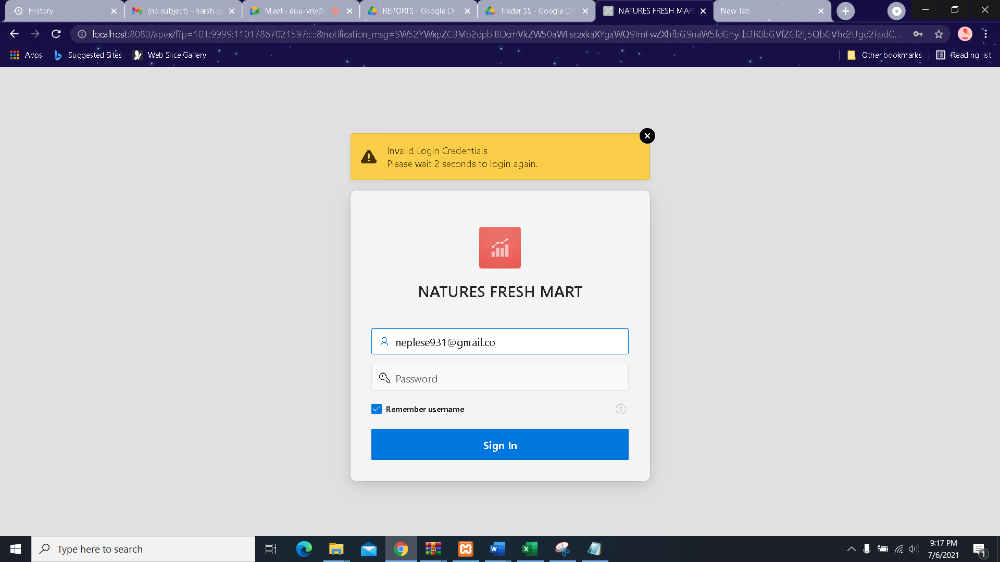 History
(no subject) - harsh.gu
Meet - euu-vnvd-
REPORTS - Google Dri
Trader SS - Google Dri
NATURES FRESH MAR
New Tab
localhost:8080/apex/f?p=101:9999:11017867021597:::::&notification_msg=
Apps
Suggested Sites
Web Slice Gallery
Other bookmarks
Reading list
Invalid Login Credentials
Please wait 2 seconds to login again.
NATURES FRESH MART
neplese931@gmail.co
Password
Remember username
?
Sign In
Type here to search
9:17 PM
7/6/2021
1